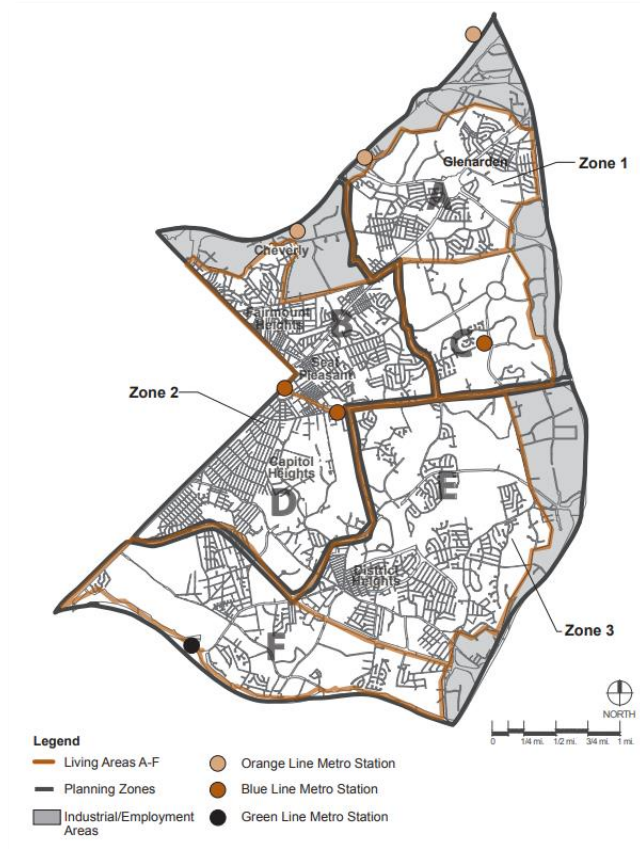 Glenarden
Zone 1
A
Cheverly
Fairmount
Heights
B
Seat
Pleasant
C
Zone 2
Capitol
Heights
D
E
District
Heights
Zone 3
F
NORTH
0 1/4 mi. 1/2 mi. 3/4 mi. 1 mi.
Legend
Living Areas A-F
Planning Zones
Industrial/Employment
Areas
Orange Line Metro Station
Blue Line Metro Station
Green Line Metro Station